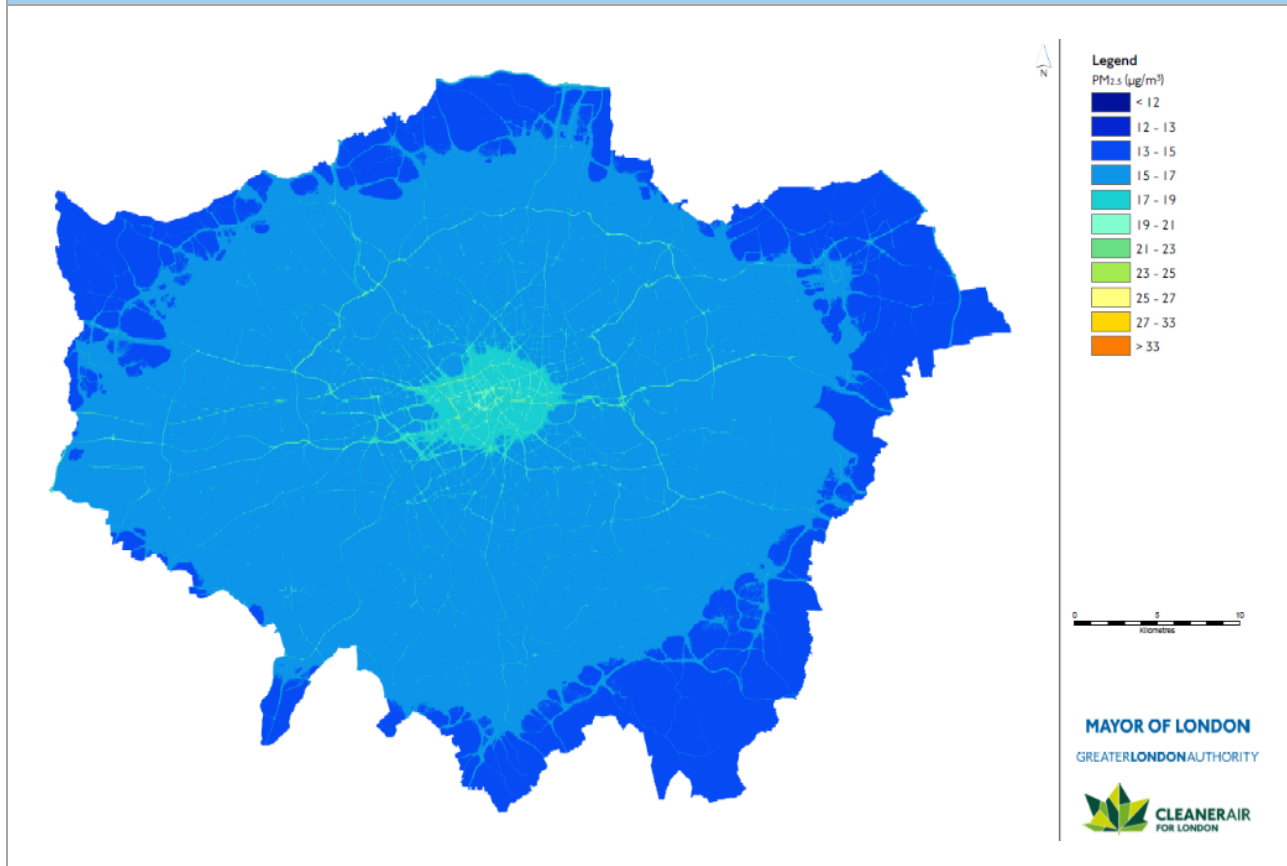 N
Legend
PM2.5 (µg/m³)
< 12
12 - 13
13 - 15
15 - 17
17 - 19
19 - 21
21 - 23
23 - 25
25 - 27
27 - 33
> 33
0 5 10
Kilometres
MAYOR OF LONDON
GREATERLONDONAUTHORITY
CLEANERAIR
FOR LONDON